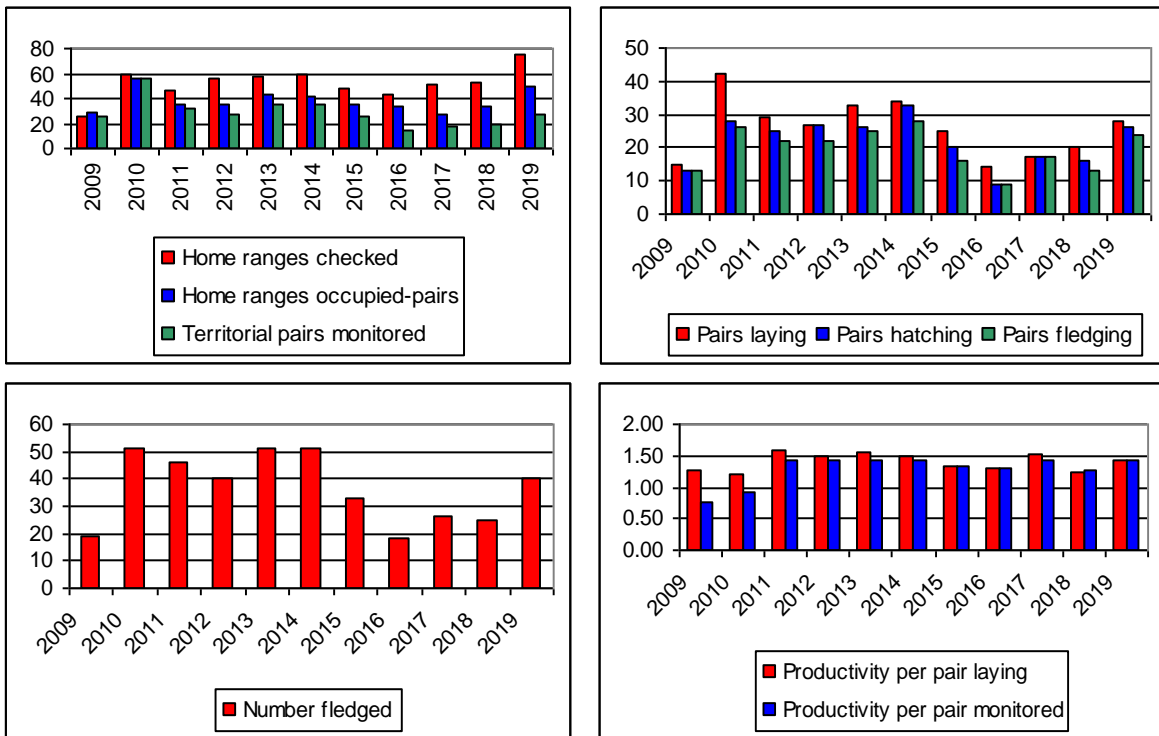 80
60
40
20
0
2009 2010 2011 2012 2013 2014 2015 2016 2017 2018 2019
Home ranges checked
Home ranges occupied-pairs
Territorial pairs monitored
50
40
30
20
10
0
2009 2010 2011 2012 2013 2014 2015 2016 2017 2018 2019
Pairs laying Pairs hatching Pairs fledging
60
50
40
30
20
10
0
2009 2010 2011 2012 2013 2014 2015 2016 2017 2018 2019
Number fledged
2.00
1.50
1.00
0.50
0.00
2009 2010 2011 2012 2013 2014 2015 2016 2017 2018 2019
Productivity per pair laying
Productivity per pair monitored